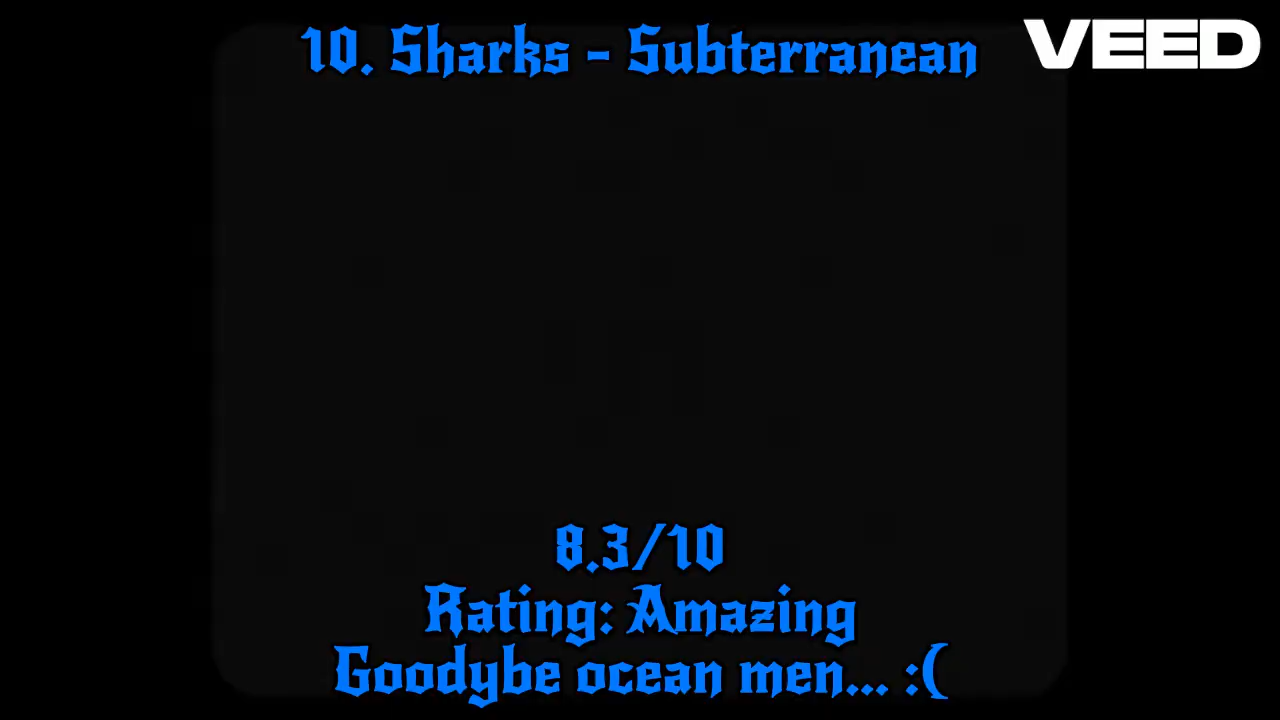 10. Sharks - Subterranean
VEED
8.3/10
Rating: Amazing
Goodybe ocean men... :(